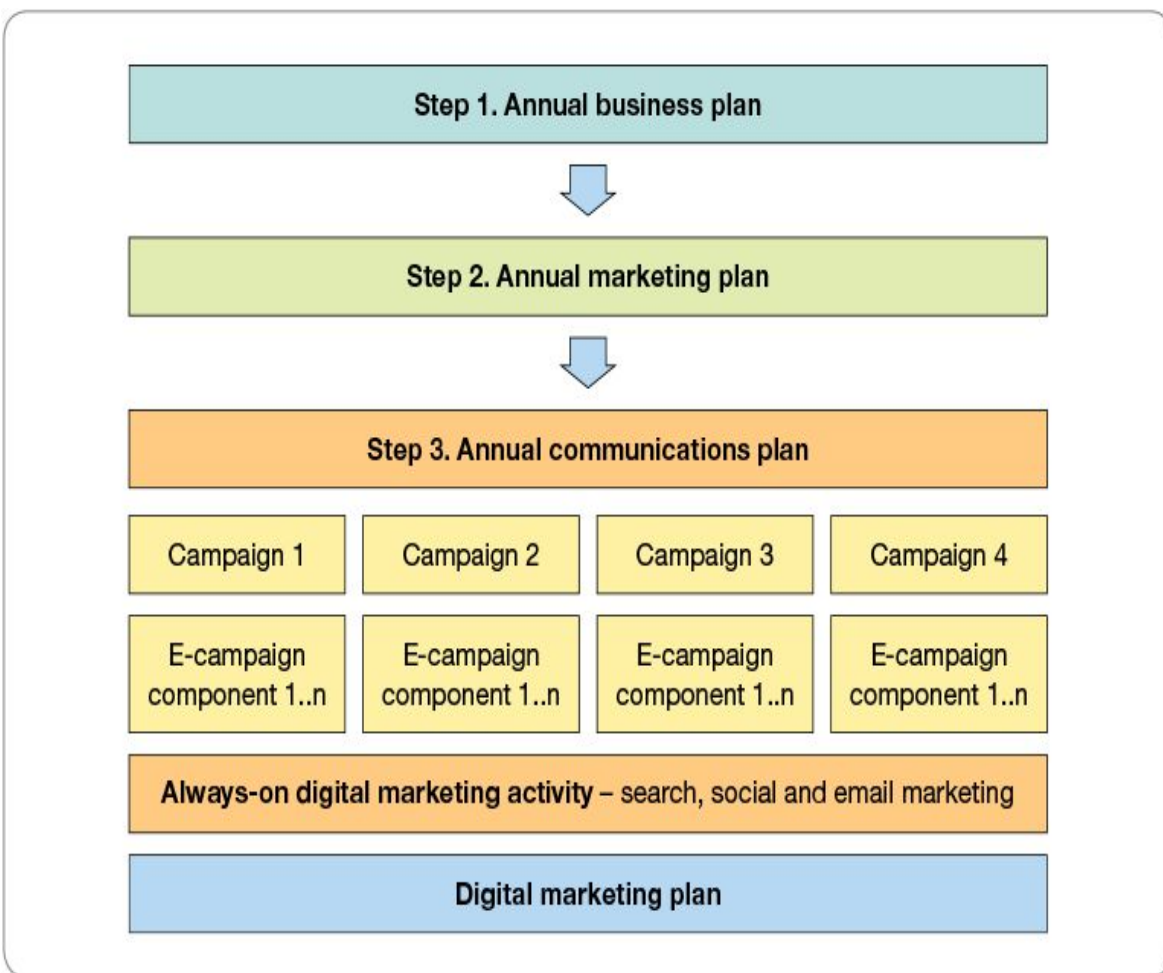 Step 1. Annual business plan
Step 2. Annual marketing plan
Step 3. Annual communications plan
Campaign 1
Campaign 2
Campaign 3
Campaign 4
E-campaign
component 1..n
E-campaign
component 1..n
E-campaign
component 1..n
E-campaign
component 1..n
Always-on digital marketing activity – search, social and email marketing
Digital marketing plan